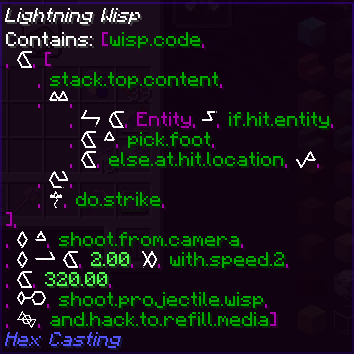 Lightning Wisp
Contains: [wisp.code,
, , [
, stack.top.content,
,
, , Entity, , if.hit.entity,
, , pick.foot,
, else.at.hit.location, ,
,
, , do.strike,
],
, , shoot.from.camera,
, , 2.00, , with.speed.2,
, , 320.00,
, , shoot.projectile.wisp,
, , and.hack.to.refill.media]
Hex Casting